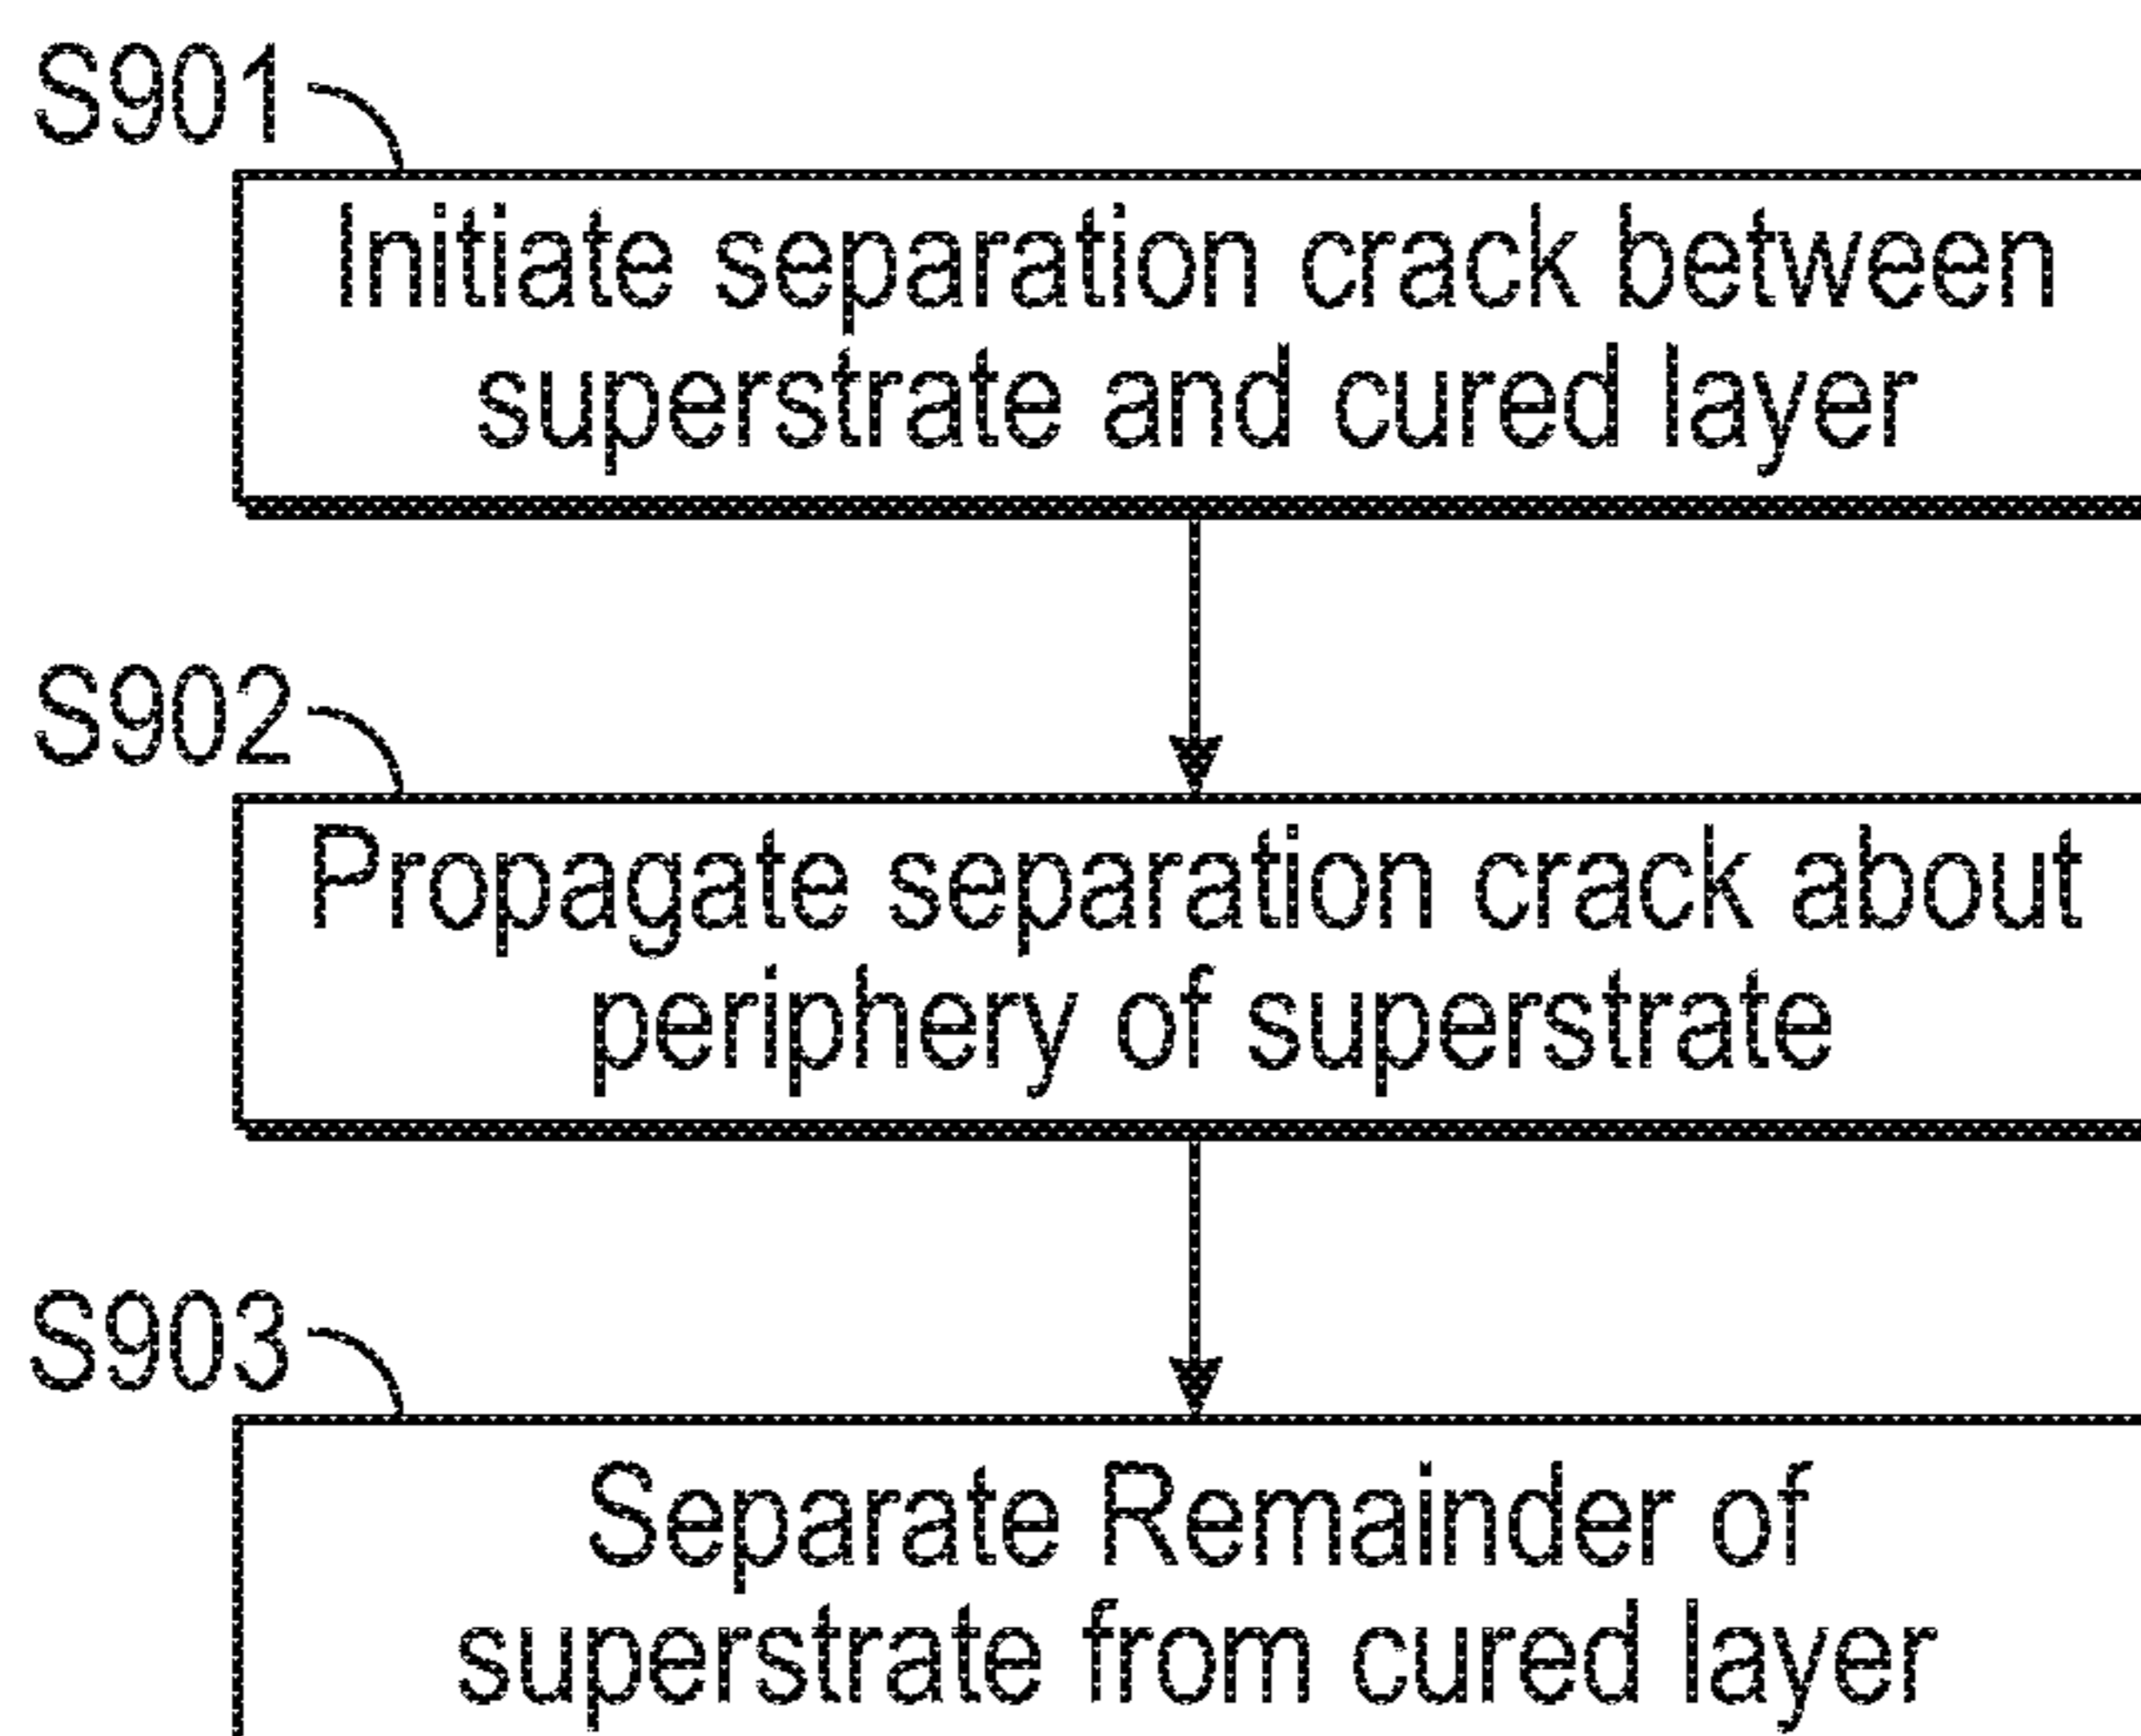 S901
Initiate separation crack between
superstrate and cured layer
S902
Propagate separation crack about
periphery of superstrate
S903
Separate Remainder of
superstrate from cured layer